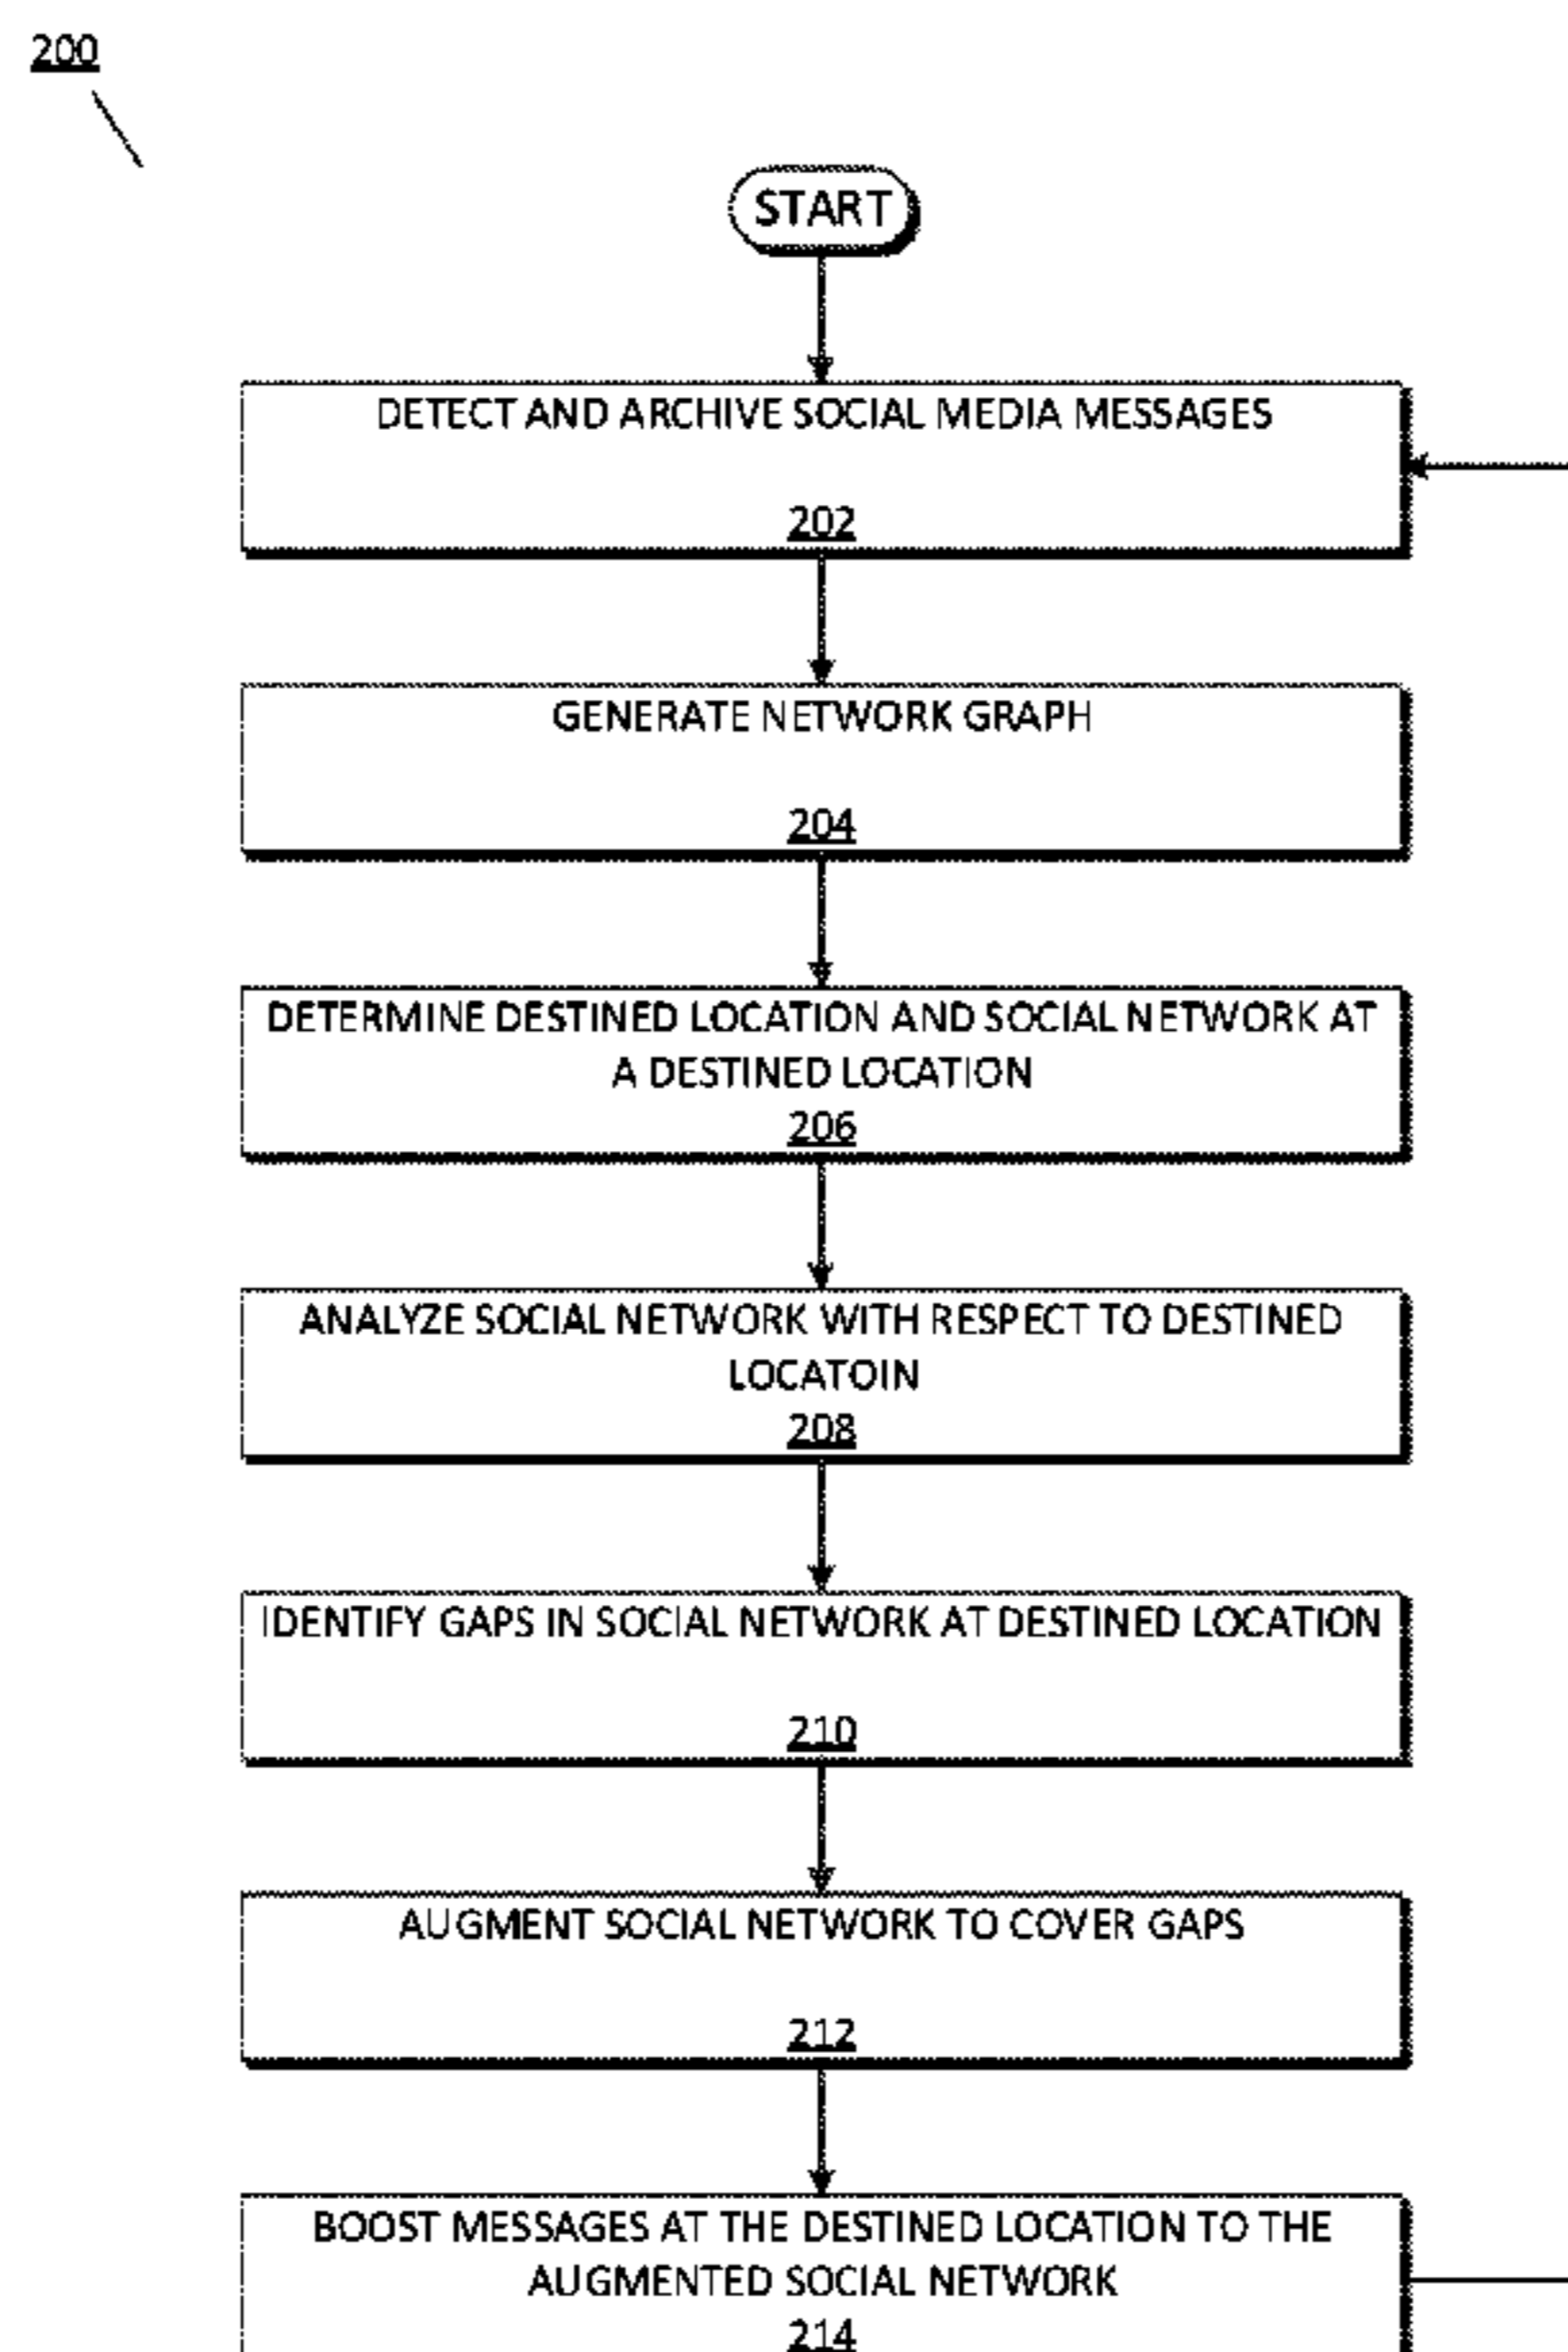 200
START
DETECT AND ARCHIVE SOCIAL MEDIA MESSAGES
202
GENERATE NETWORK GRAPH
204
DETERMINE DESTINED LOCATION AND SOCIAL NETWORK AT
A DESTINED LOCATION
206
ANALYZE SOCIAL NETWORK WITH RESPECT TO DESTINED
LOCATOIN
208
IDENTIFY GAPS IN SOCIAL NETWORK AT DESTINED LOCATION
210
AUGMENT SOCIAL NETWORK TO COVER GAPS
212
BOOST MESSAGES AT THE DESTINED LOCATION TO THE
AUGMENTED SOCIAL NETWORK
214